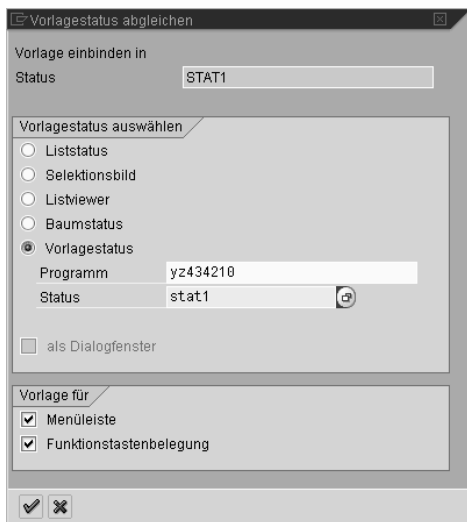 Vorlagestatus abgleichen
Vorlage einbinden in
Status STAT1
Vorlagestatus auswählen
Liststatus
Selektionsbild
Listviewer
Baumstatus
Vorlagestatus
Programm yz434210
Status stat1
als Dialogfenster
Vorlage für
Menüleiste
Funktionstastenbelegung